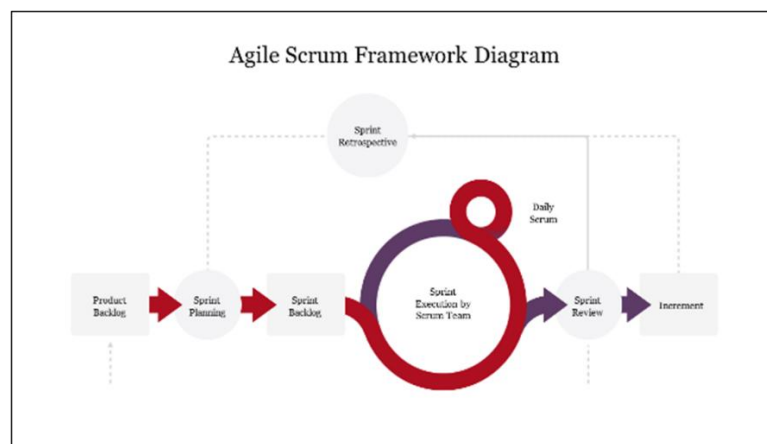 Agile Scrum Framework Diagram
Sprint
Retrospective
Daily
Scrum
Product
Backlog
Sprint
Planning
Sprint
Backlog
Sprint
Execution by
Scrum Team
Sprint
Review
Increment